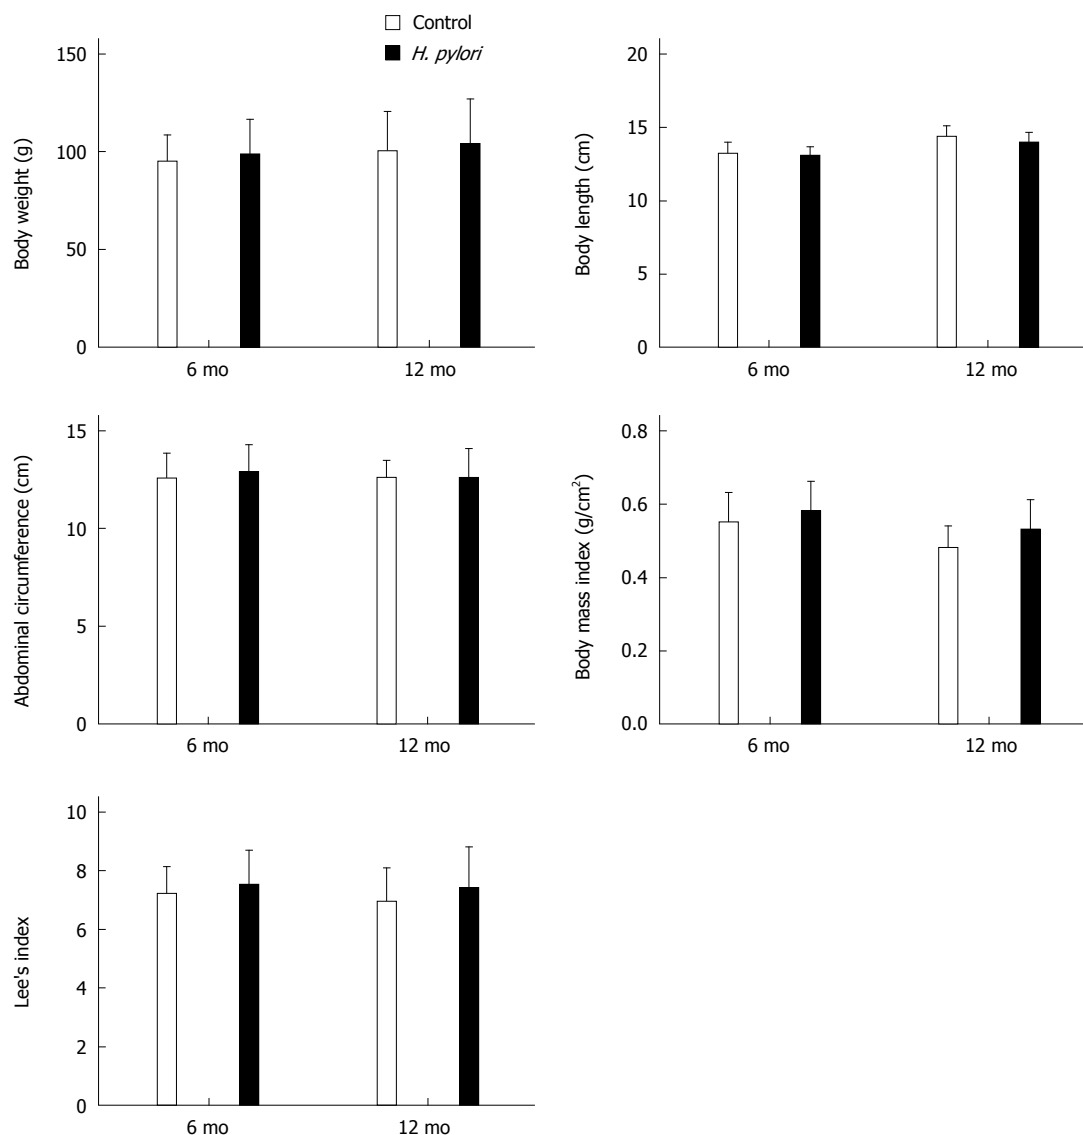 Control
H. pylori
Body weight (g)
150
100
50
0
6 mo
12 mo
Body length (cm)
20
15
10
5
0
6 mo
12 mo
Abdominal circumference (cm)
15
10
5
0
6 mo
12 mo
Body mass index (g/cm²)
0.8
0.6
0.4
0.2
0.0
6 mo
12 mo
Lee's index
10
8
6
4
2
0
6 mo
12 mo